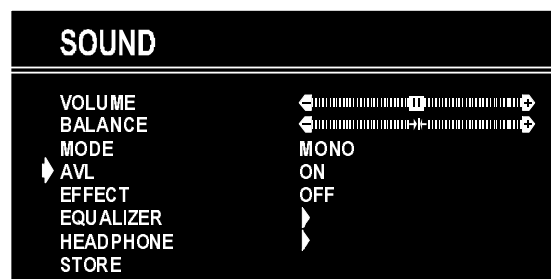 SOUND
VOLUME - +
BALANCE - +
MODE MONO
AVL ON
EFFECT OFF
EQUALIZER
HEADPHONE
STORE